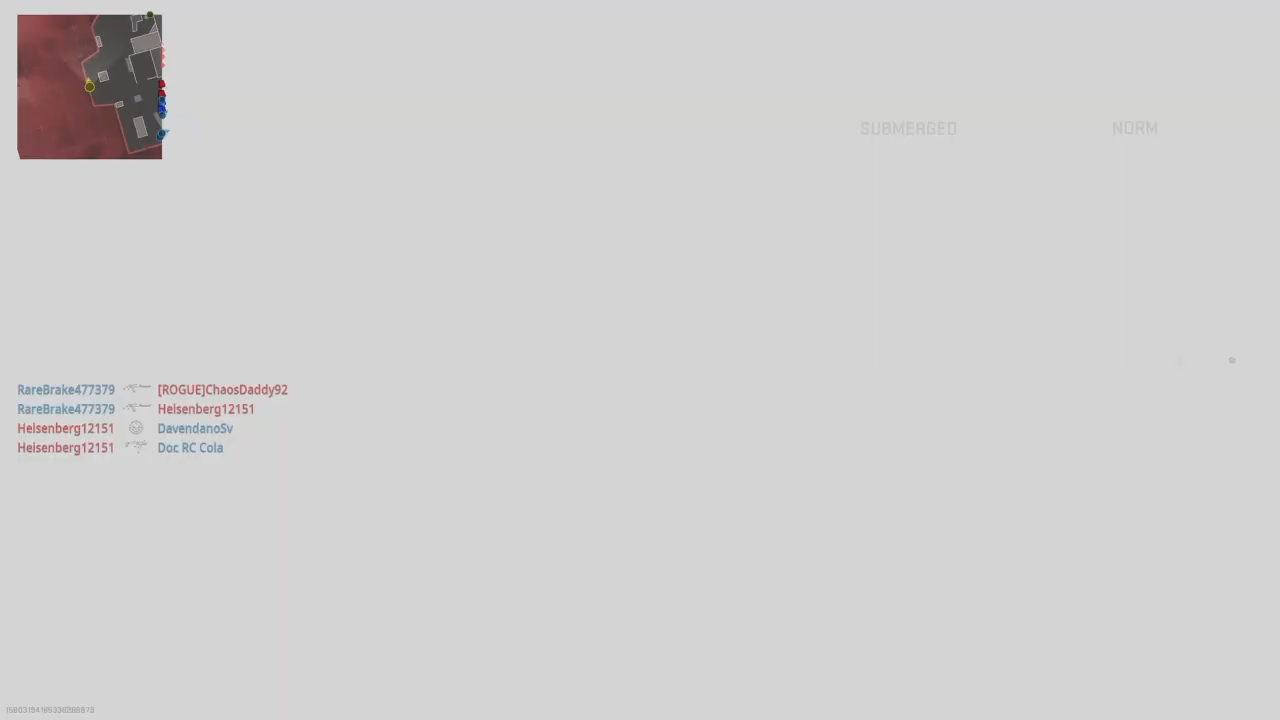 SUBMERGED NORM
RareBrake477379 [ROGUE]ChaosDaddy92
RareBrake477379 Heisenberg12151
Heisenberg12151 DavendanoSv
Heisenberg12151 Doc RC Cola